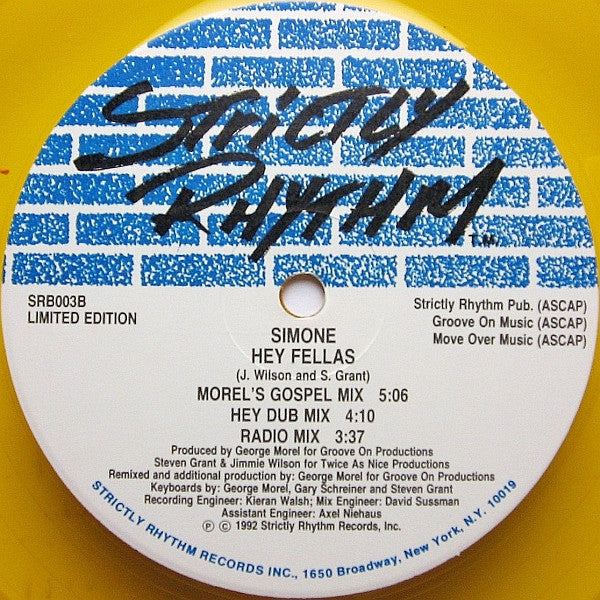 STRICTLY
RHYTHM T.M.
SRB003B
LIMITED EDITION
Strictly Rhythm Pub. (ASCAP)
Groove On Music (ASCAP)
Move Over Music (ASCAP)
SIMONE
HEY FELLAS
(J. Wilson and S. Grant)
MOREL'S GOSPEL MIX 5:06
HEY DUB MIX 4:10
RADIO MIX 3:37
Produced by George Morel for Groove On Productions
Steven Grant & Jimmie Wilson for Twice As Nice Productions
Remixed and additional production by: George Morel for Groove On Productions
Keyboards by: George Morel, Gary Schreiner and Steven Grant
Recording Engineer: Kieran Walsh; Mix Engineer: David Sussman
Assistant Engineer: Axel Niehaus
℗ © 1992 Strictly Rhythm Records, Inc.
STRICTLY RHYTHM RECORDS INC., 1650 Broadway, New York, N.Y. 10019